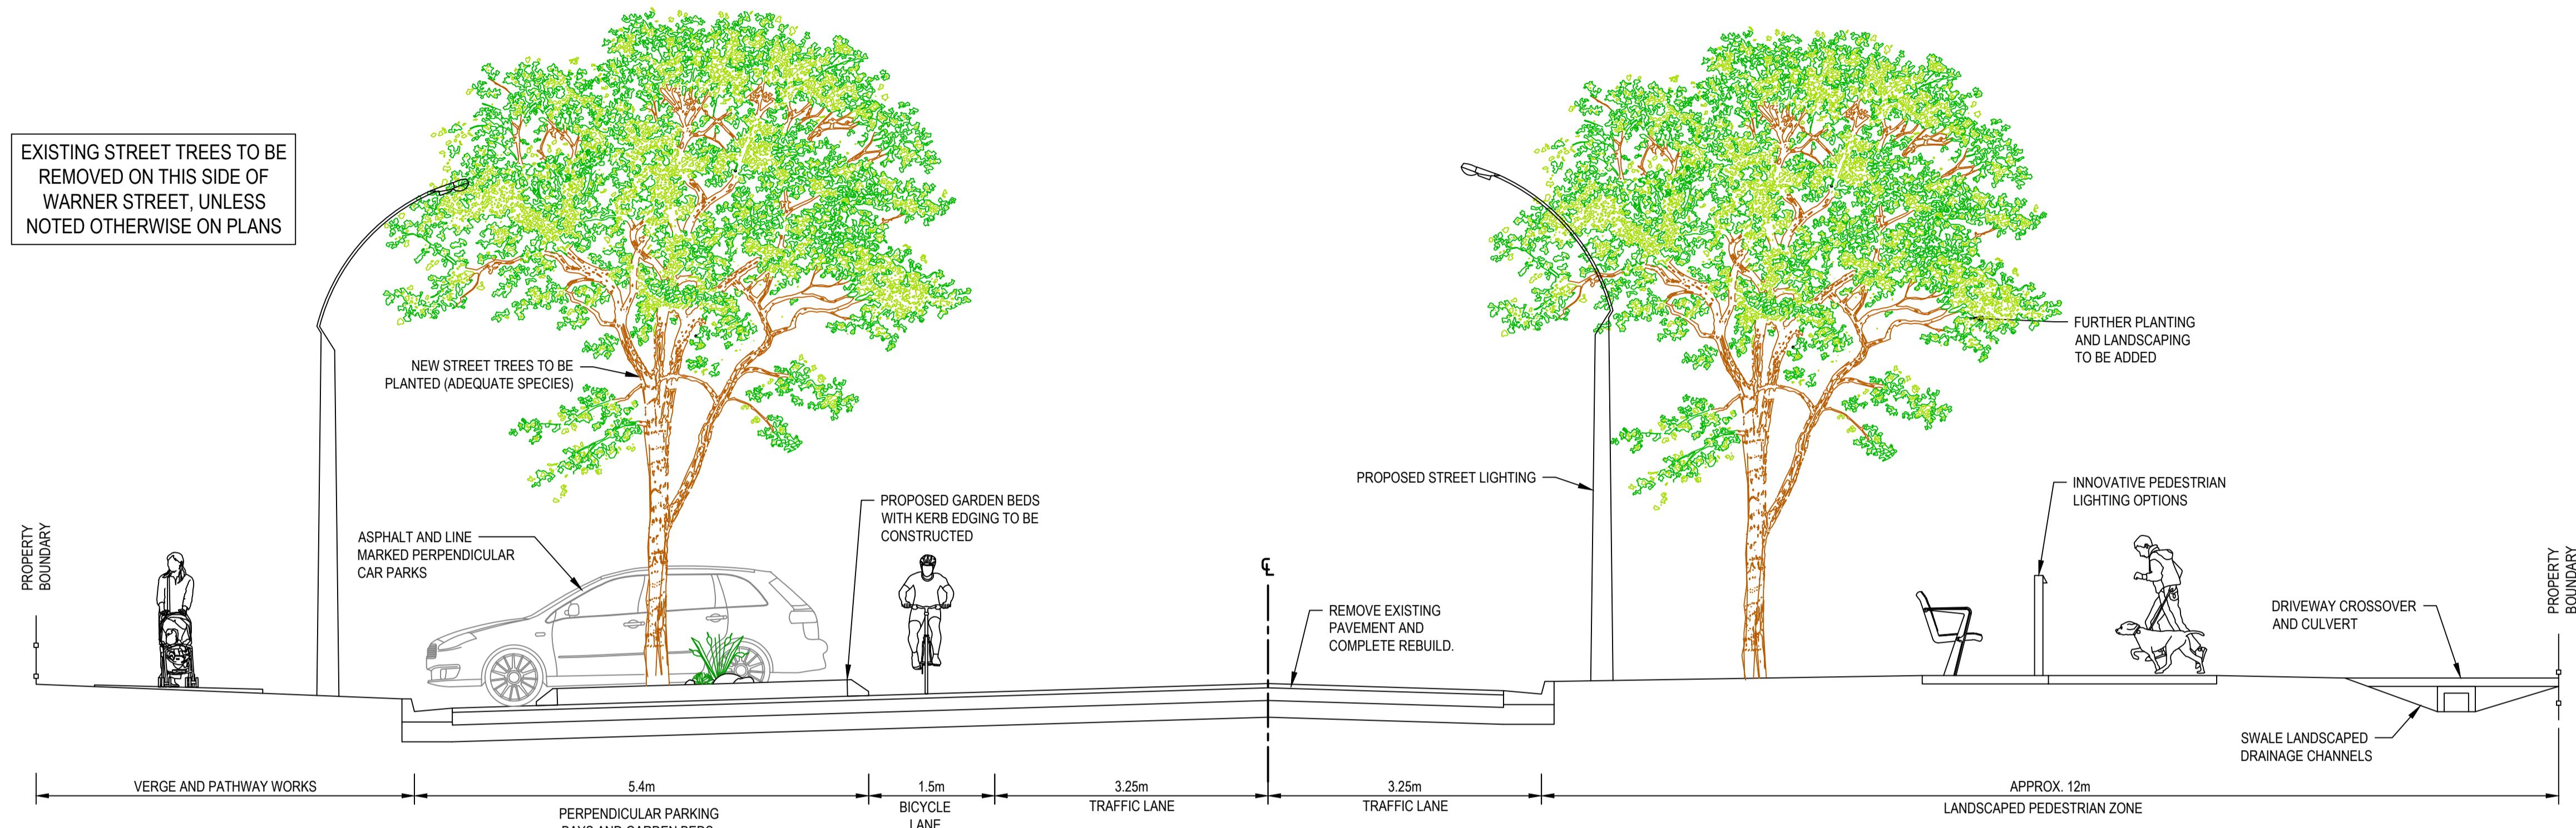 EXISTING STREET TREES TO BE
REMOVED ON THIS SIDE OF
WARNER STREET, UNLESS
NOTED OTHERWISE ON PLANS
NEW STREET TREES TO BE
PLANTED (ADEQUATE SPECIES)
FURTHER PLANTING
AND LANDSCAPING
TO BE ADDED
PROPOSED STREET LIGHTING
INNOVATIVE PEDESTRIAN
LIGHTING OPTIONS
PROPOSED GARDEN BEDS
WITH KERB EDGING TO BE
CONSTRUCTED
ASPHALT AND LINE
MARKED PERPENDICULAR
CAR PARKS
PROPERTY
BOUNDARY
℄
REMOVE EXISTING
PAVEMENT AND
COMPLETE REBUILD.
DRIVEWAY CROSSOVER
AND CULVERT
PROPERTY
BOUNDARY
SWALE LANDSCAPED
DRAINAGE CHANNELS
VERGE AND PATHWAY WORKS
5.4m
PERPENDICULAR PARKING
BAYS AND GARDEN BEDS
1.5m
BICYCLE
LANE
3.25m
TRAFFIC LANE
3.25m
TRAFFIC LANE
APPROX. 12m
LANDSCAPED PEDESTRIAN ZONE